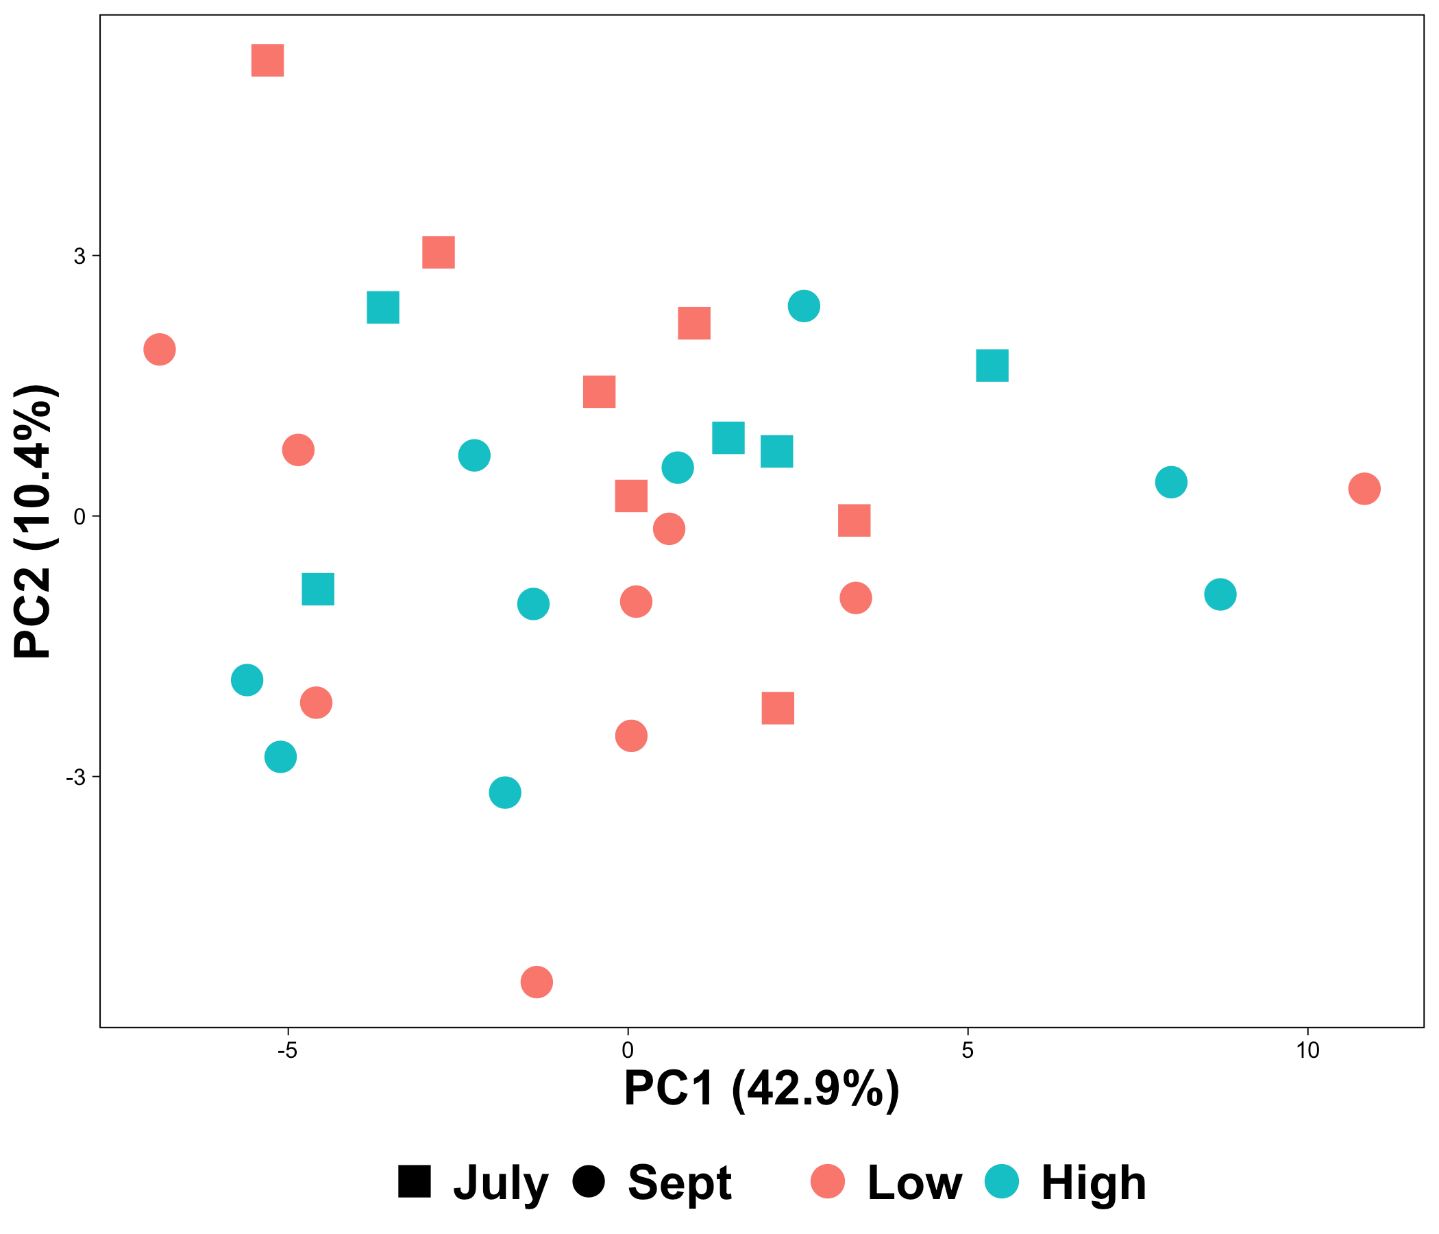 PC2 (10.4%)
3
0
-3
-5 0 5 10
PC1 (42.9%)
July Sept Low High